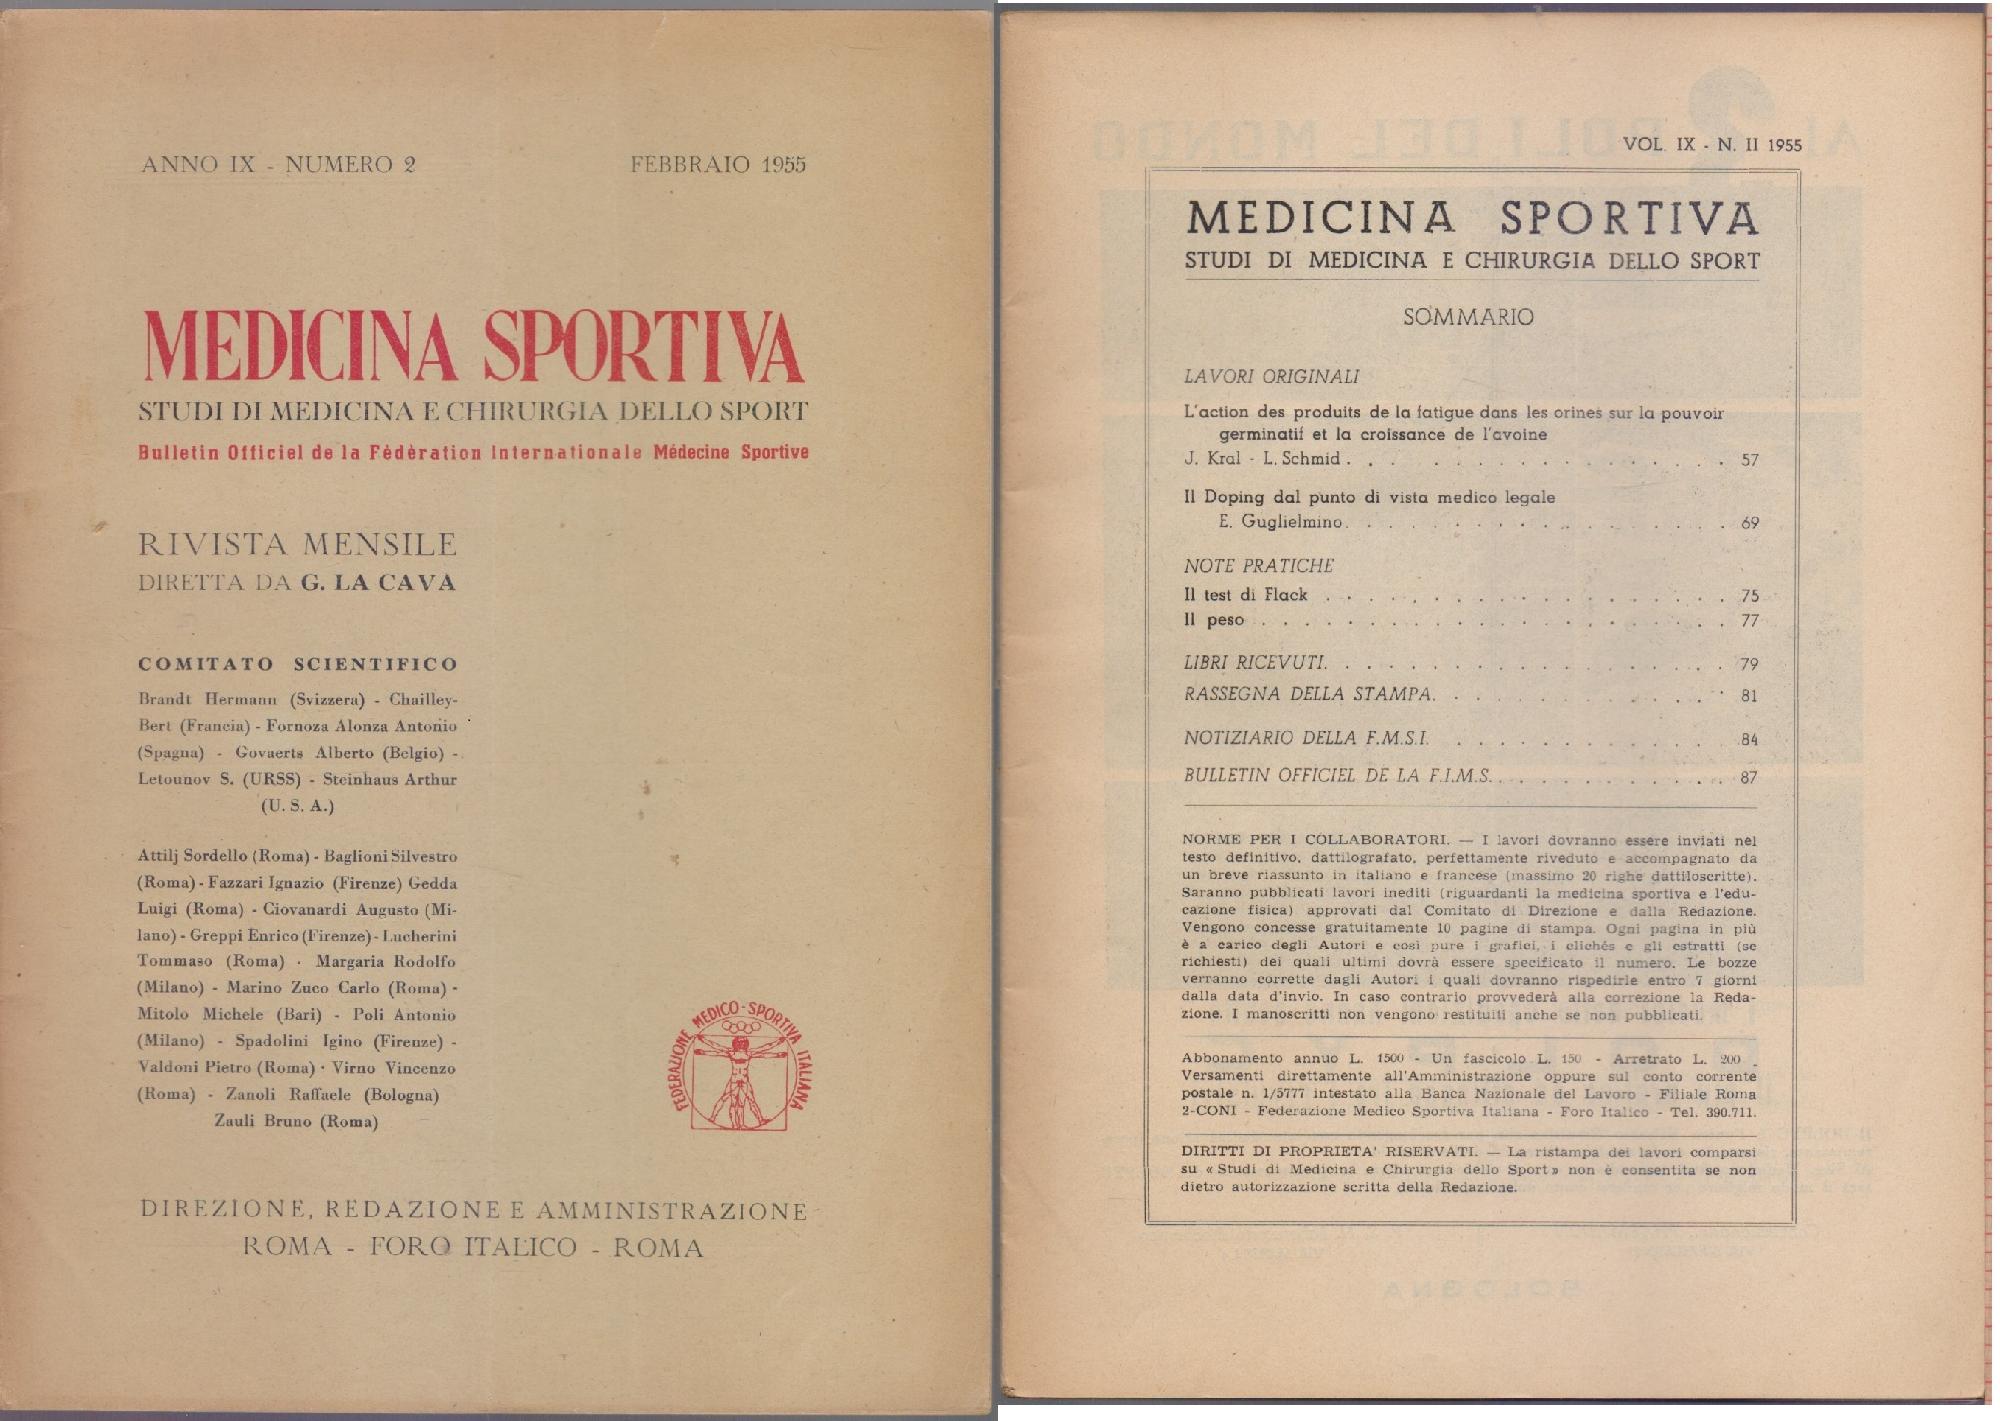 ANNO IX - NUMERO 2 FEBBRAIO 1955
MEDICINA SPORTIVA
STUDI DI MEDICINA E CHIRURGIA DELLO SPORT
Bulletin Officiel de la Fèdèration Internationale Médecine Sportive
RIVISTA MENSILE
DIRETTA DA G. LA CAVA
COMITATO SCIENTIFICO
Brandt Hermann (Svizzera) - Chailley-
Bert (Francia) - Fornoza Alonza Antonio
(Spagna) - Govaerts Alberto (Belgio) -
Letounov S. (URSS) - Steinhaus Arthur
(U. S. A.)
Attilj Sordello (Roma) - Baglioni Silvestro
(Roma) - Fazzari Ignazio (Firenze) Gedda
Luigi (Roma) - Giovanardi Augusto (Mi-
lano) - Greppi Enrico (Firenze) - Lucherini
Tommaso (Roma) - Margaria Rodolfo
(Milano) - Marino Zuco Carlo (Roma) -
Mitolo Michele (Bari) - Poli Antonio
(Milano) - Spadolini Igino (Firenze) -
Valdoni Pietro (Roma) - Virno Vincenzo
(Roma) - Zanoli Raffaele (Bologna)
Zauli Bruno (Roma)
FEDERAZIONE MEDICO-SPORTIVA ITALIANA
DIREZIONE, REDAZIONE E AMMINISTRAZIONE
ROMA - FORO ITALICO - ROMA
VOL. IX - N. II 1955
MEDICINA SPORTIVA
STUDI DI MEDICINA E CHIRURGIA DELLO SPORT
SOMMARIO
LAVORI ORIGINALI
L'action des produits de la fatigue dans les orines sur la pouvoir
germinatif et la croissance de l'avoine
J. Kral - L. Schmid . . . . . . . . . . . . . 57
Il Doping dal punto di vista medico legale
E. Guglielmino . . . . . . . . . . . . . . 69
NOTE PRATICHE
Il test di Flack . . . . . . . . . . . . . . 75
Il peso . . . . . . . . . . . . . . . . . 77
LIBRI RICEVUTI. . . . . . . . . . . . . . . 79
RASSEGNA DELLA STAMPA. . . . . . . . . . . 81
NOTIZIARIO DELLA F.M.S.I. . . . . . . . . . . 84
BULLETIN OFFICIEL DE LA F.I.M.S. . . . . . . . . 87
NORME PER I COLLABORATORI. — I lavori dovranno essere inviati nel
testo definitivo, dattilografato, perfettamente riveduto e accompagnato da
un breve riassunto in italiano e francese (massimo 20 righe dattiloscritte).
Saranno pubblicati lavori inediti (riguardanti la medicina sportiva e l'edu-
cazione fisica) approvati dal Comitato di Direzione e dalla Redazione.
Vengono concesse gratuitamente 10 pagine di stampa. Ogni pagina in più
è a carico degli Autori e così pure i grafici, i clichés e gli estratti (se
richiesti) dei quali ultimi dovrà essere specificato il numero. Le bozze
verranno corrette dagli Autori i quali dovranno rispedirle entro 7 giorni
dalla data d'invio. In caso contrario provvederà alla correzione la Reda-
zione. I manoscritti non vengono restituiti anche se non pubblicati.
Abbonamento annuo L. 1500 - Un fascicolo L. 150 - Arretrato L. 200.
Versamenti direttamente all'Amministrazione oppure sul conto corrente
postale n. 1/5777 intestato alla Banca Nazionale del Lavoro - Filiale Roma
2-CONI - Federazione Medico Sportiva Italiana - Foro Italico - Tel. 390.711.
DIRITTI DI PROPRIETA' RISERVATI. — La ristampa dei lavori comparsi
su « Studi di Medicina e Chirurgia dello Sport » non è consentita se non
dietro autorizzazione scritta della Redazione.